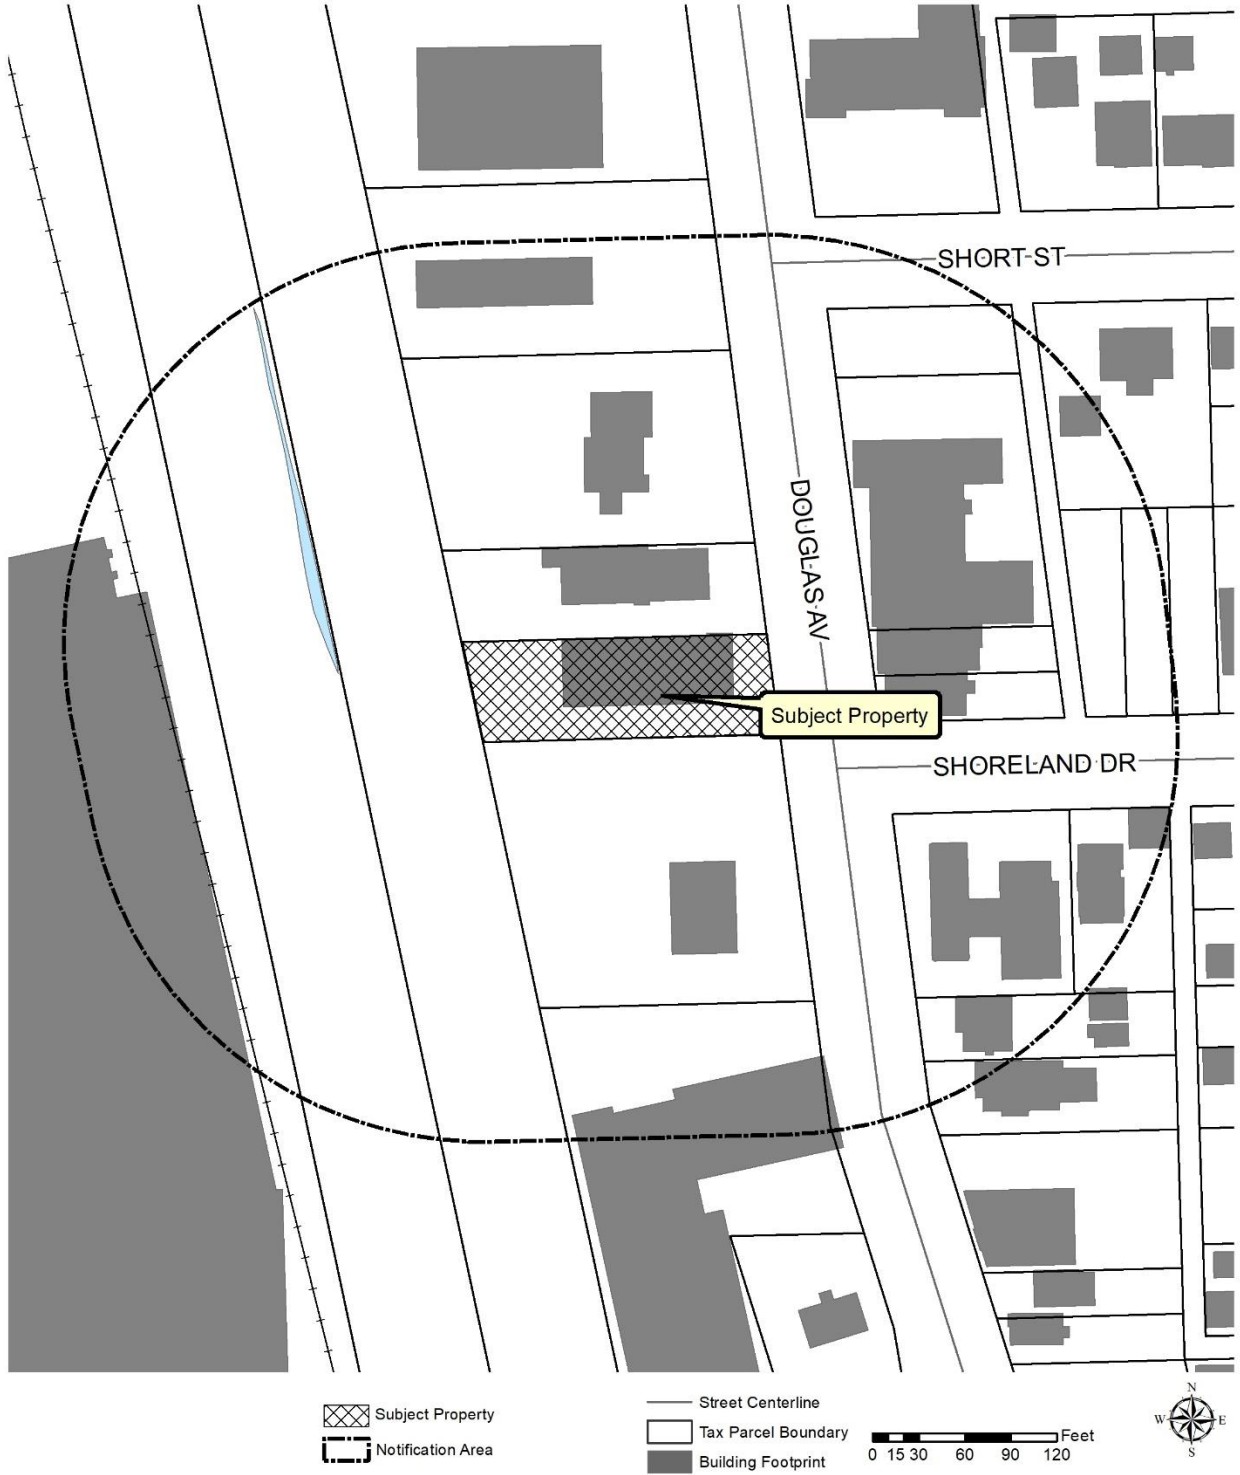 SHORT ST
DOUGLAS AV
Subject Property
SHORELAND DR
Subject Property
Notification Area
Street Centerline
Tax Parcel Boundary
Building Footprint
Feet
0 15 30 60 90 120
N
W E
S